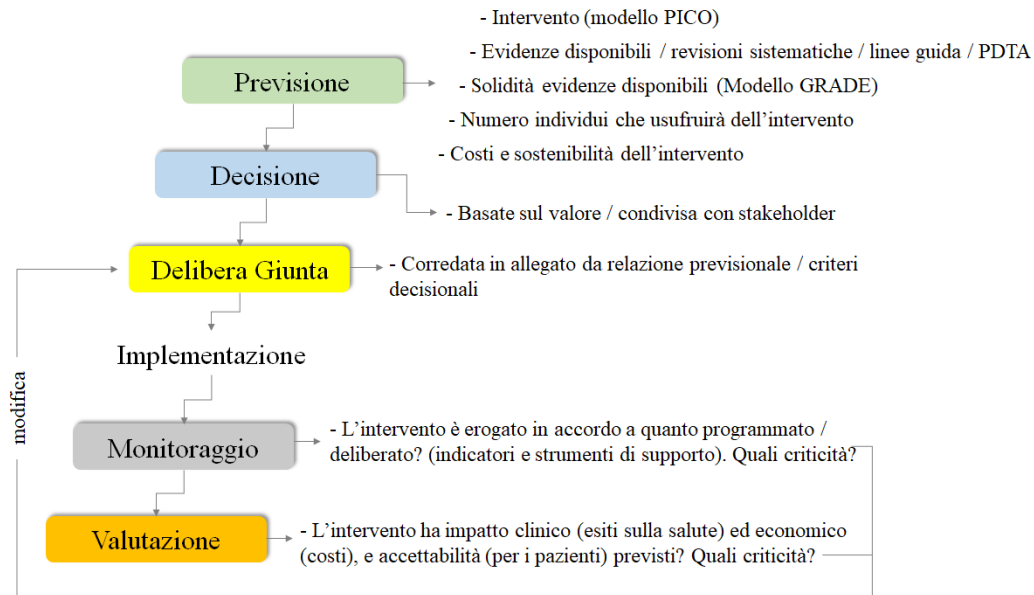 - Intervento (modello PICO)
- Evidenze disponibili / revisioni sistematiche / linee guida / PDTA
Previsione
- Solidità evidenze disponibili (Modello GRADE)
- Numero individui che usufruirà dell’intervento
- Costi e sostenibilità dell’intervento
Decisione
- Basate sul valore / condivisa con stakeholder
Delibera Giunta
- Corredata in allegato da relazione previsionale / criteri
decisionali
Implementazione
modifica
Monitoraggio
- L’intervento è erogato in accordo a quanto programmato /
deliberato? (indicatori e strumenti di supporto). Quali criticità?
Valutazione
- L’intervento ha impatto clinico (esiti sulla salute) ed economico
(costi), e accettabilità (per i pazienti) previsti? Quali criticità?